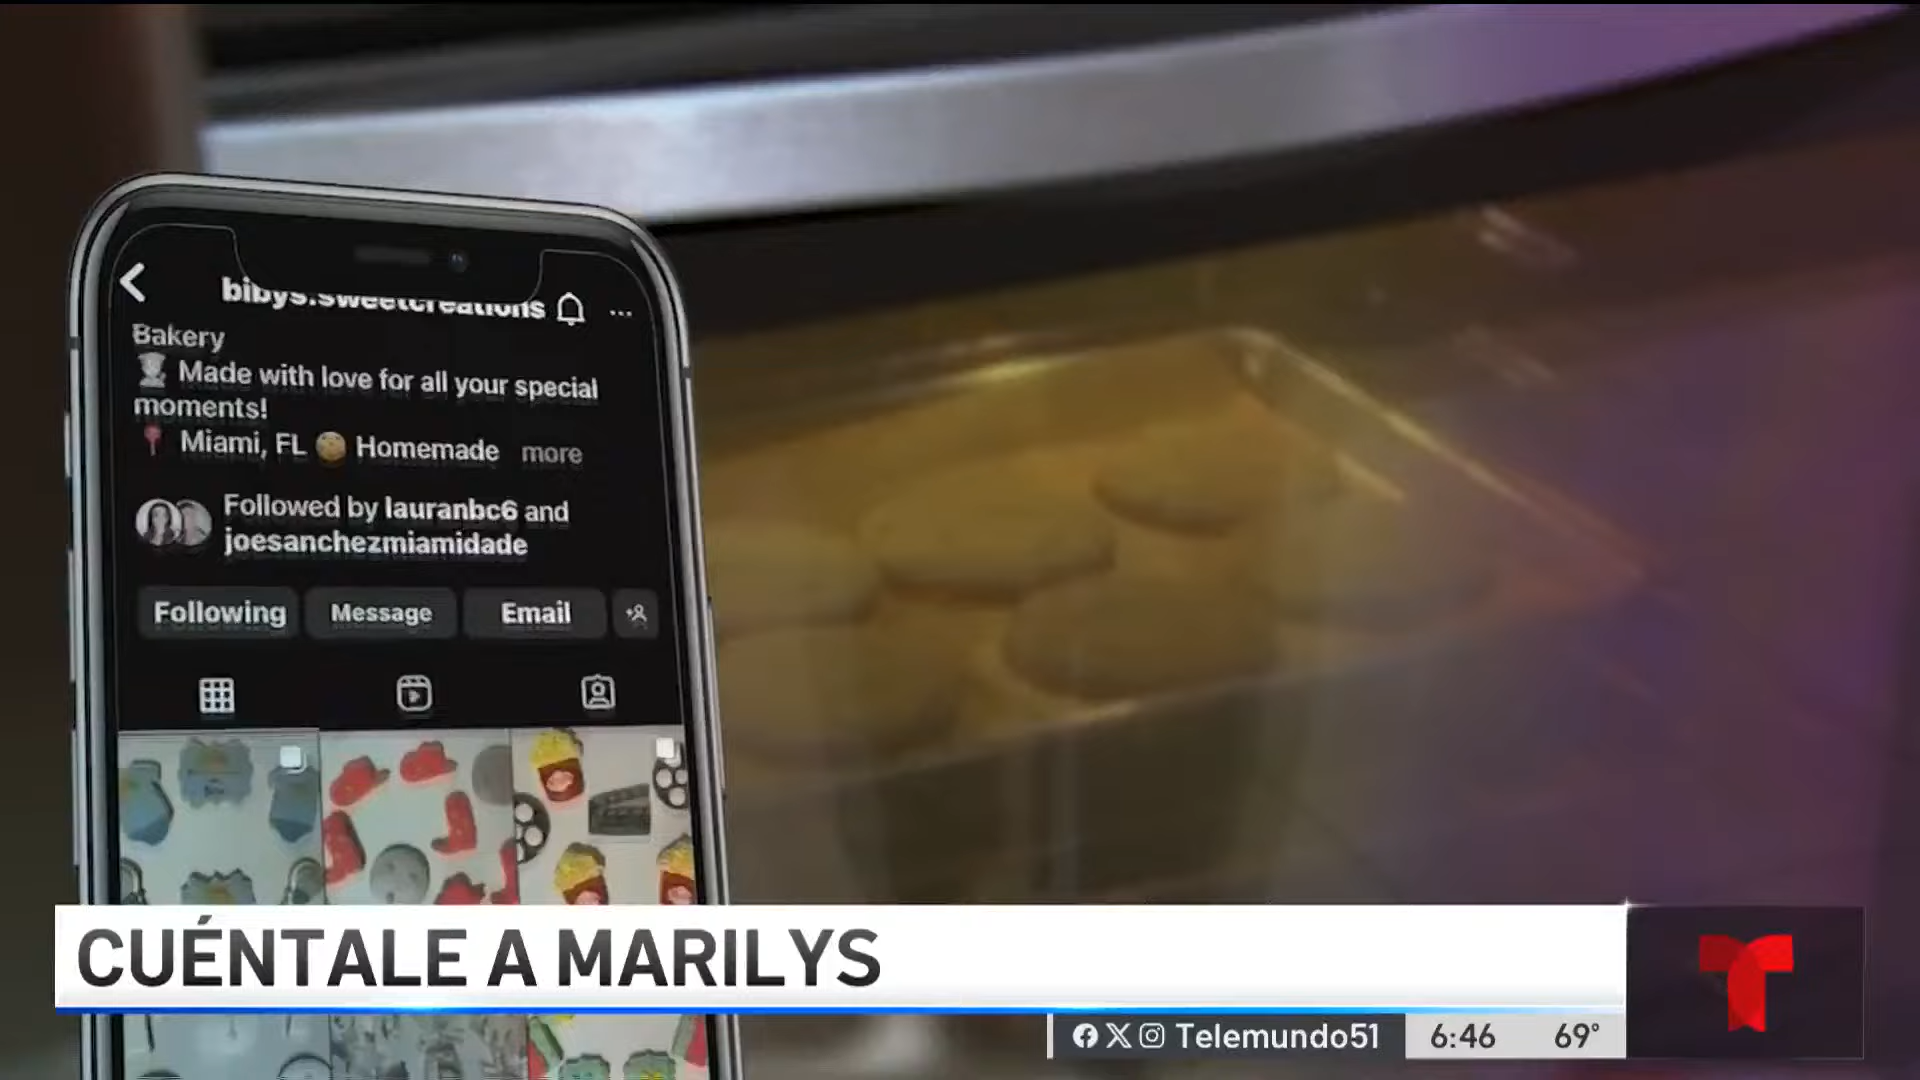 bibys.sweetcreations
Bakery
Made with love for all your special
moments!
Miami, FL Homemade more
Followed by lauranbc6 and
joesanchezmiamidade
Following Message Email
CUÉNTALE A MARILYS
Telemundo51 6:46 69°